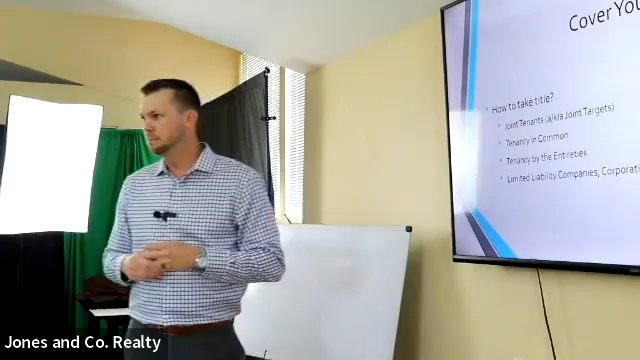 Cover You
How to take title?
Joint Tenants (a/k/a Joint Targets)
Tenancy in Common
Tenancy by the Entireties
Limited Liability Companies, Corporati
Jones and Co. Realty